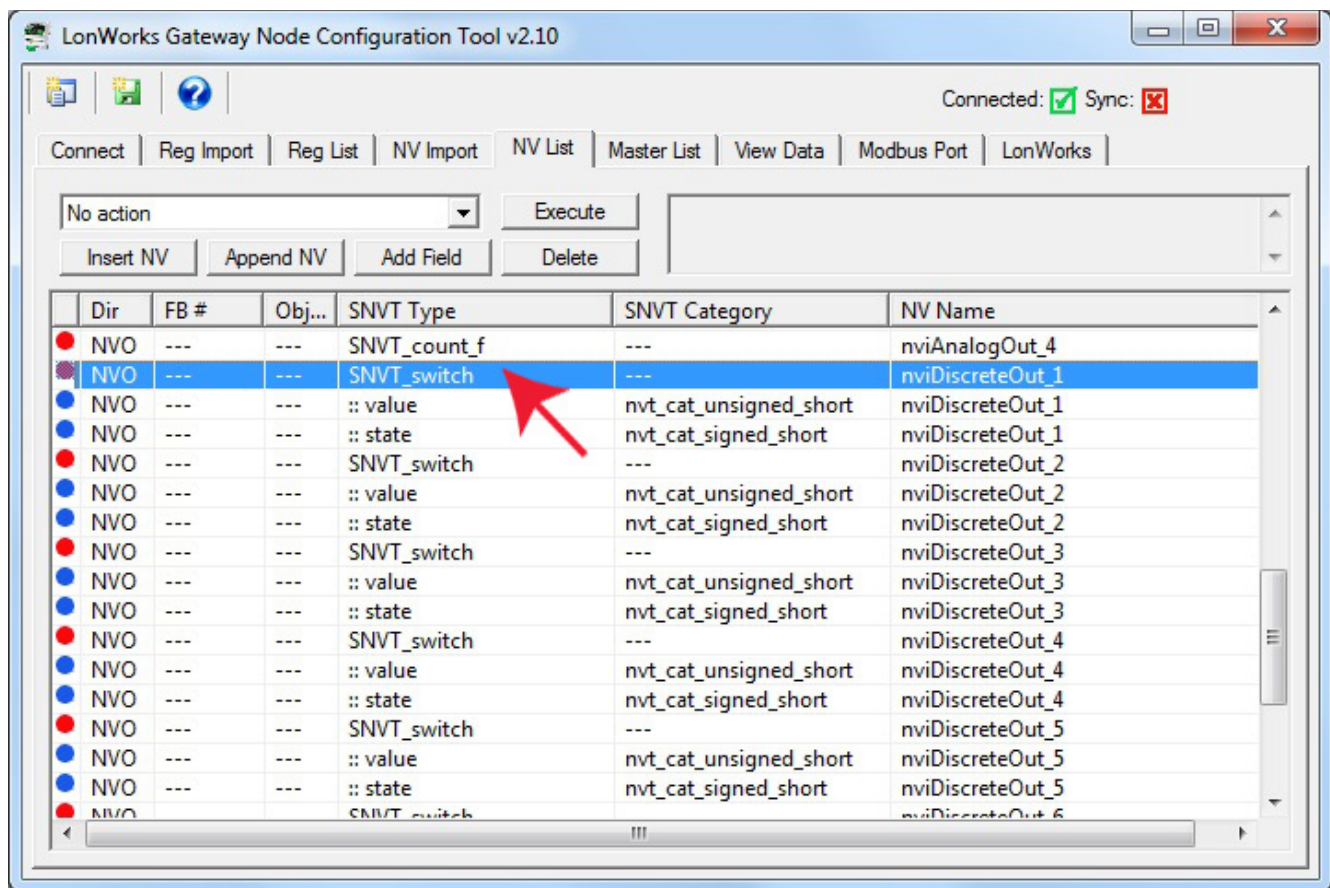 LonWorks Gateway Node Configuration Tool v2.10
Connected: Sync:
Connect Reg Import Reg List NV Import NV List Master List View Data Modbus Port LonWorks
No action Execute
Insert NV Append NV Add Field Delete
Dir FB # Obj... SNVT Type SNVT Category NV Name
NVO --- --- SNVT_count_f --- nviAnalogOut_4
NVO --- --- SNVT_switch --- nviDiscreteOut_1
NVO --- --- :: value nvt_cat_unsigned_short nviDiscreteOut_1
NVO --- --- :: state nvt_cat_signed_short nviDiscreteOut_1
NVO --- --- SNVT_switch --- nviDiscreteOut_2
NVO --- --- :: value nvt_cat_unsigned_short nviDiscreteOut_2
NVO --- --- :: state nvt_cat_signed_short nviDiscreteOut_2
NVO --- --- SNVT_switch --- nviDiscreteOut_3
NVO --- --- :: value nvt_cat_unsigned_short nviDiscreteOut_3
NVO --- --- :: state nvt_cat_signed_short nviDiscreteOut_3
NVO --- --- SNVT_switch --- nviDiscreteOut_4
NVO --- --- :: value nvt_cat_unsigned_short nviDiscreteOut_4
NVO --- --- :: state nvt_cat_signed_short nviDiscreteOut_4
NVO --- --- SNVT_switch --- nviDiscreteOut_5
NVO --- --- :: value nvt_cat_unsigned_short nviDiscreteOut_5
NVO --- --- :: state nvt_cat_signed_short nviDiscreteOut_5
NVO SNVT_switch nviDiscreteOut_6